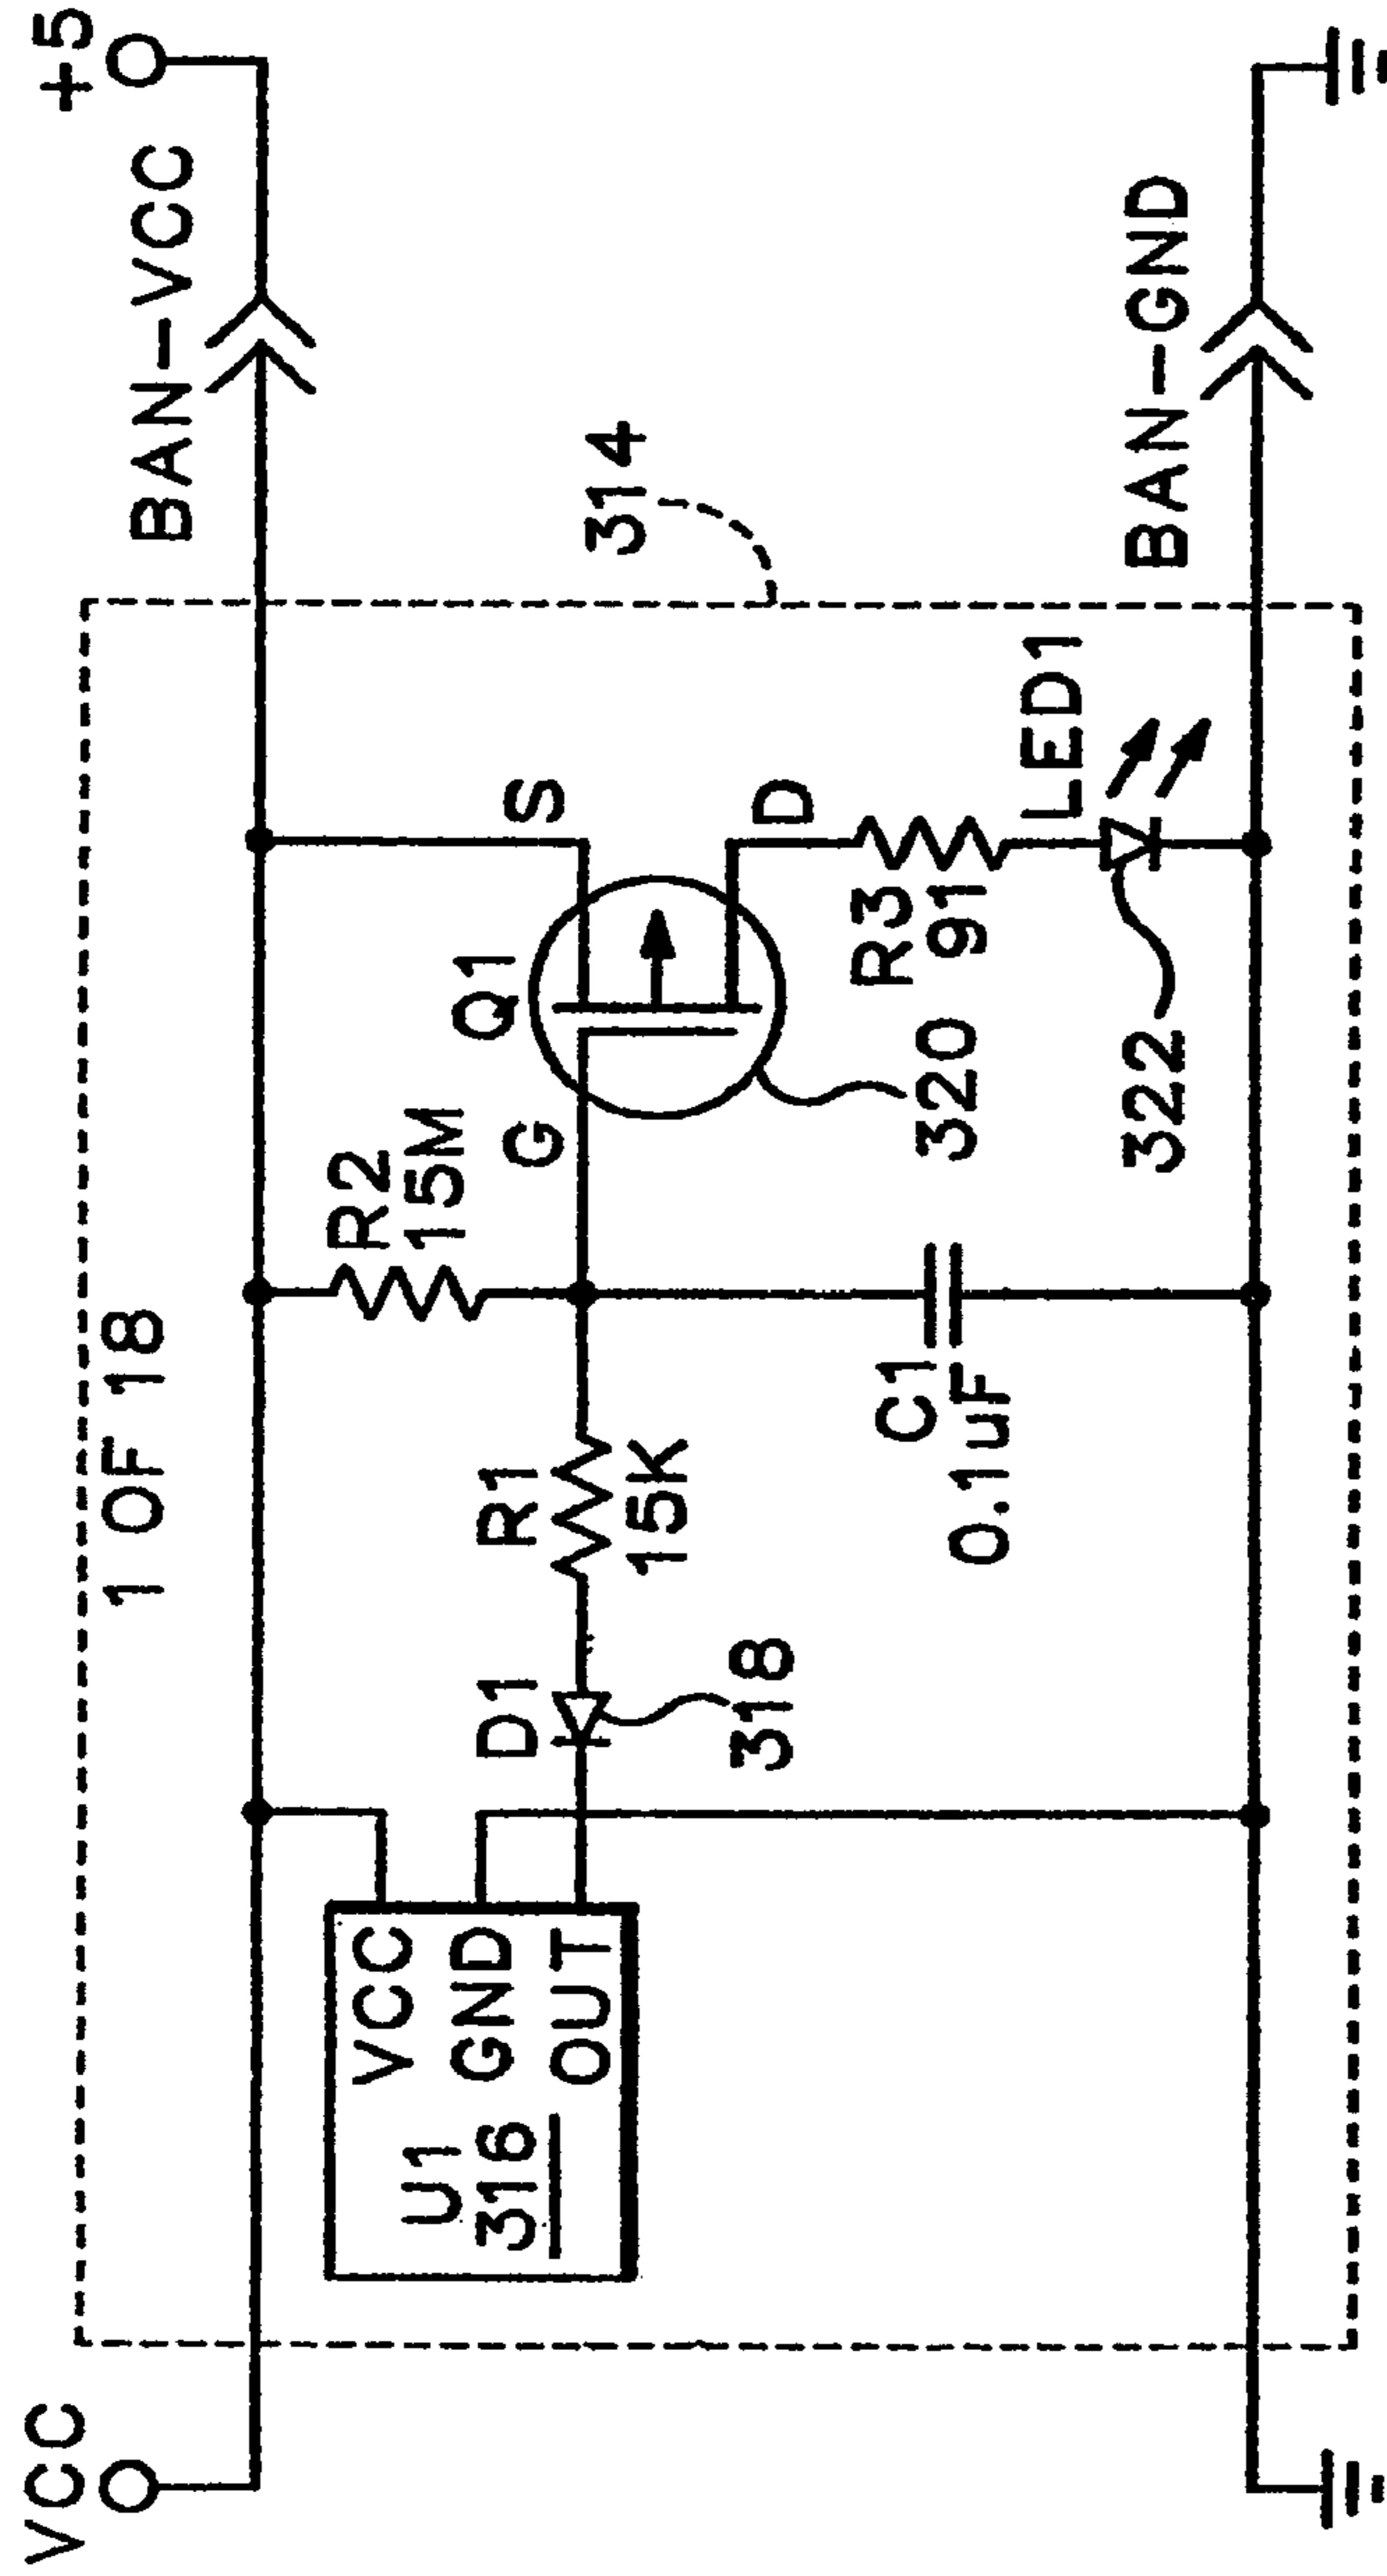 VCC
+5
1 OF 18
BAN-VCC
R2
15M
U1
316
VCC
GND
OUT
D1
318
R1
15K
Q1
G
S
D
314
320
C1
0.1uF
R3
91
LED1
322
BAN-GND